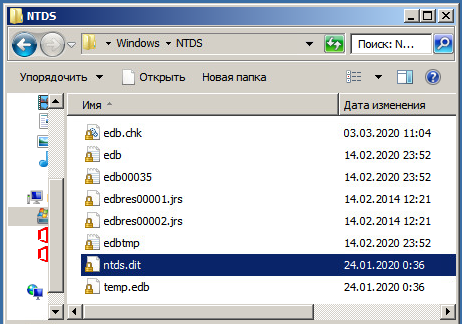 NTDS
Windows ▸ NTDS
Поиск: N...
Упорядочить Открыть Новая папка
Имя Дата изменения
edb.chk 03.03.2020 11:04
edb 14.02.2020 23:52
edb00035 14.02.2020 23:52
edbres00001.jrs 14.02.2014 12:21
edbres00002.jrs 14.02.2014 12:21
edbtmp 14.02.2020 23:52
ntds.dit 24.01.2020 0:36
temp.edb 24.01.2020 0:36